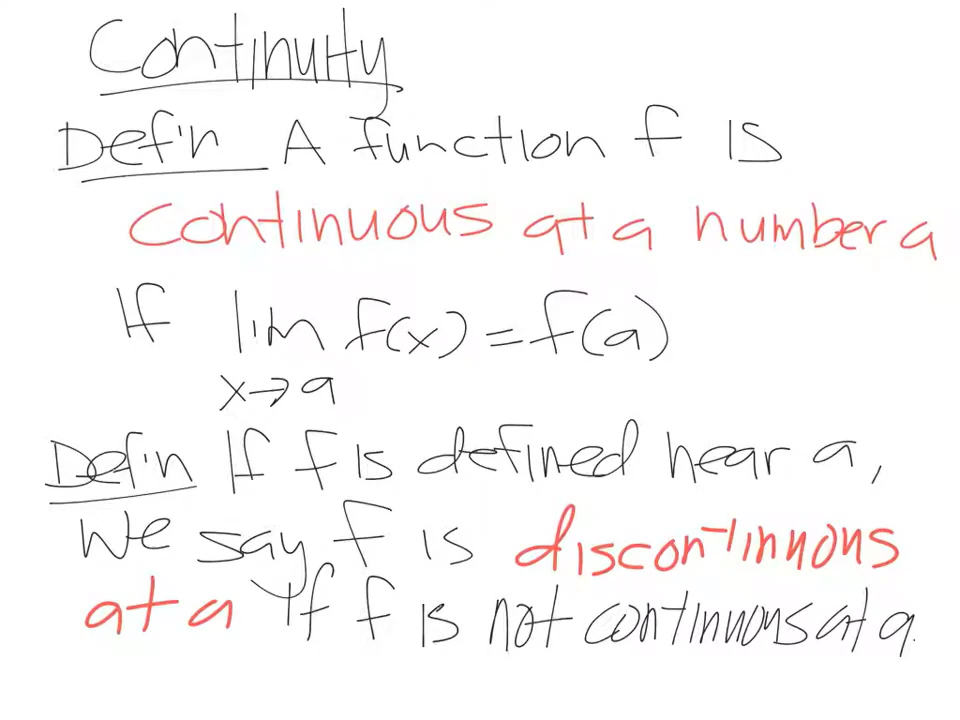 Continuity
Def'n A function f is
continuous at a number a
if lim f(x) = f(a)
x→a
Def'n If f is defined near a,
we say f is discontinuous
at a if f is not continuous at a.